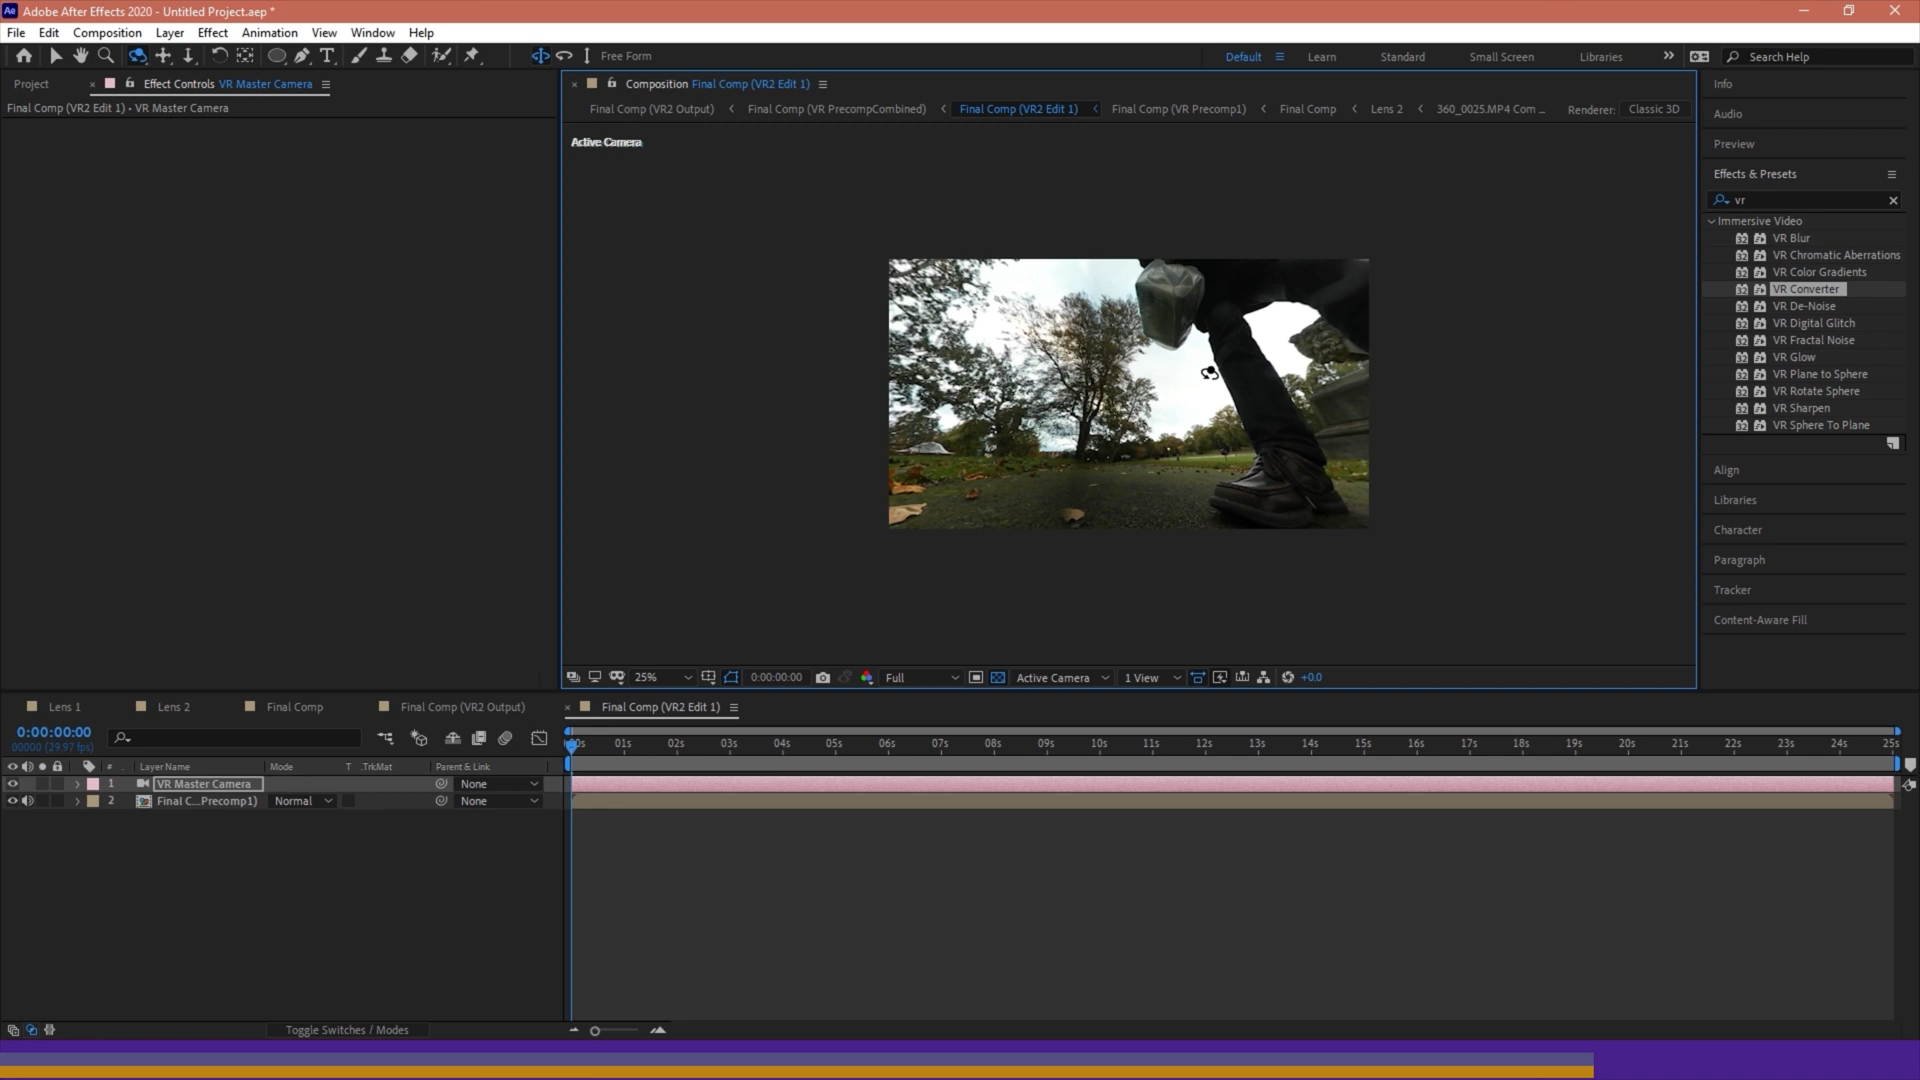 Ae Adobe After Effects 2020 - Untitled Project.aep *
File Edit Composition Layer Effect Animation View Window Help
Free Form
Default
Learn
Standard
Small Screen
Libraries
Search Help
Project
Effect Controls VR Master Camera
Final Comp (VR2 Edit 1) • VR Master Camera
Composition Final Comp (VR2 Edit 1)
Final Comp (VR2 Output)
Final Comp (VR PrecompCombined)
Final Comp (VR2 Edit 1)
Final Comp (VR Precomp1)
Final Comp
Lens 2
360_0025.MP4 Com ...
Renderer: Classic 3D
Active Camera
Info
Audio
Preview
Effects & Presets
vr
Immersive Video
VR Blur
VR Chromatic Aberrations
VR Color Gradients
VR Converter
VR De-Noise
VR Digital Glitch
VR Fractal Noise
VR Glow
VR Plane to Sphere
VR Rotate Sphere
VR Sharpen
VR Sphere To Plane
Align
Libraries
Character
Paragraph
Tracker
Content-Aware Fill
25%
0:00:00:00
Full
Active Camera
1 View
+0.0
Lens 1
Lens 2
Final Comp
Final Comp (VR2 Output)
Final Comp (VR2 Edit 1)
0:00:00:00
00000 (29.97 fps)
01s 02s 03s 04s 05s 06s 07s 08s 09s 10s 11s 12s 13s 14s 15s 16s 17s 18s 19s 20s 21s 22s 23s 24s 25s
# . Layer Name Mode T .TrkMat Parent & Link
1 VR Master Camera None
2 Final C...Precomp1) Normal None
Toggle Switches / Modes